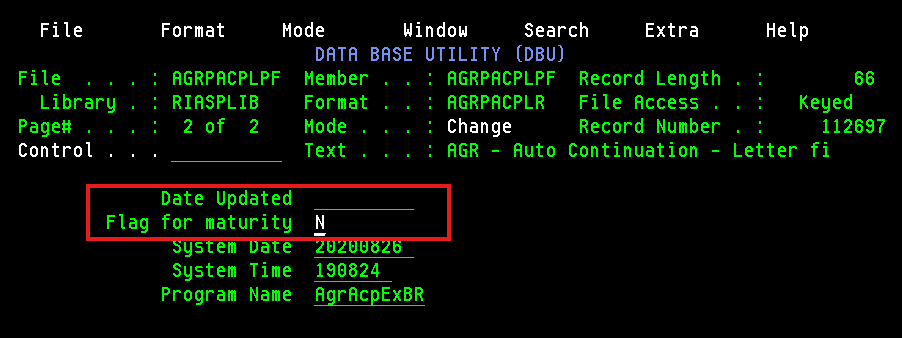 File Format Mode Window Search Extra Help
DATA BASE UTILITY (DBU)
File . . . : AGRPACPLPF Member . . : AGRPACPLPF Record Length . : 66
Library . : RIASPLIB Format . . : AGRPACPLR File Access . . : Keyed
Page# . . . : 2 of 2 Mode . . . : Change Record Number . : 112697
Control . . . __________ Text . . . : AGR - Auto Continuation - Letter fi
Date Updated _________
Flag for maturity N
System Date 20200826
System Time 190824
Program Name AgrAcpExBR